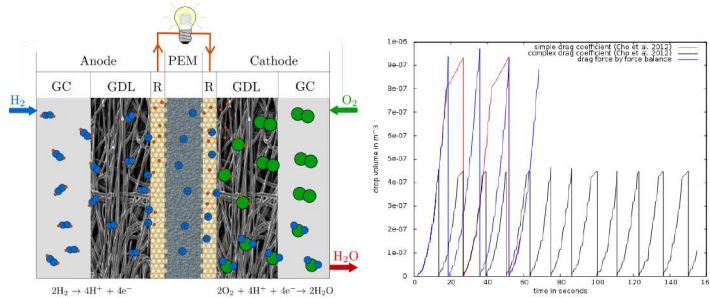 Anode PEM Cathode
GC GDL R R GDL GC
H₂
O₂
H₂O
2H₂ → 4H⁺ + 4e⁻
2O₂ + 4H⁺ + 4e⁻→ 2H₂O
simple drag coefficient (Cho et al. 2012)
complex drag coefficient (Cho et al. 2012)
drag force by force balance
drop volume in m^3
1e-06
9e-07
8e-07
7e-07
6e-07
5e-07
4e-07
3e-07
2e-07
1e-07
0
0 20 40 60 80 100 120 140 160
time in seconds